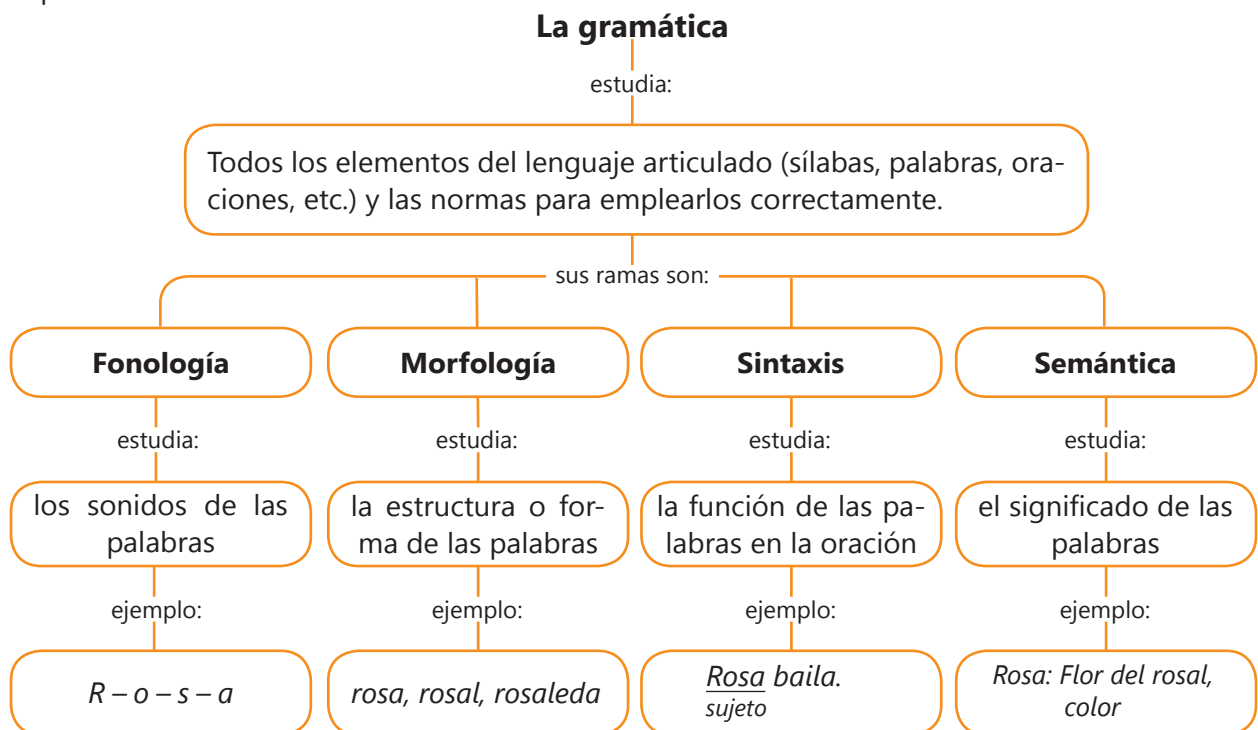 La gramática
estudia:
Todos los elementos del lenguaje articulado (sílabas, palabras, ora-
ciones, etc.) y las normas para emplearlos correctamente.
sus ramas son:
Fonología
Morfología
Sintaxis
Semántica
estudia:
estudia:
estudia:
estudia:
los sonidos de las
palabras
la estructura o for-
ma de las palabras
la función de las pa-
labras en la oración
el significado de las
palabras
ejemplo:
ejemplo:
ejemplo:
ejemplo:
R – o – s – a
rosa, rosal, rosaleda
Rosa baila.
sujeto
Rosa: Flor del rosal,
color